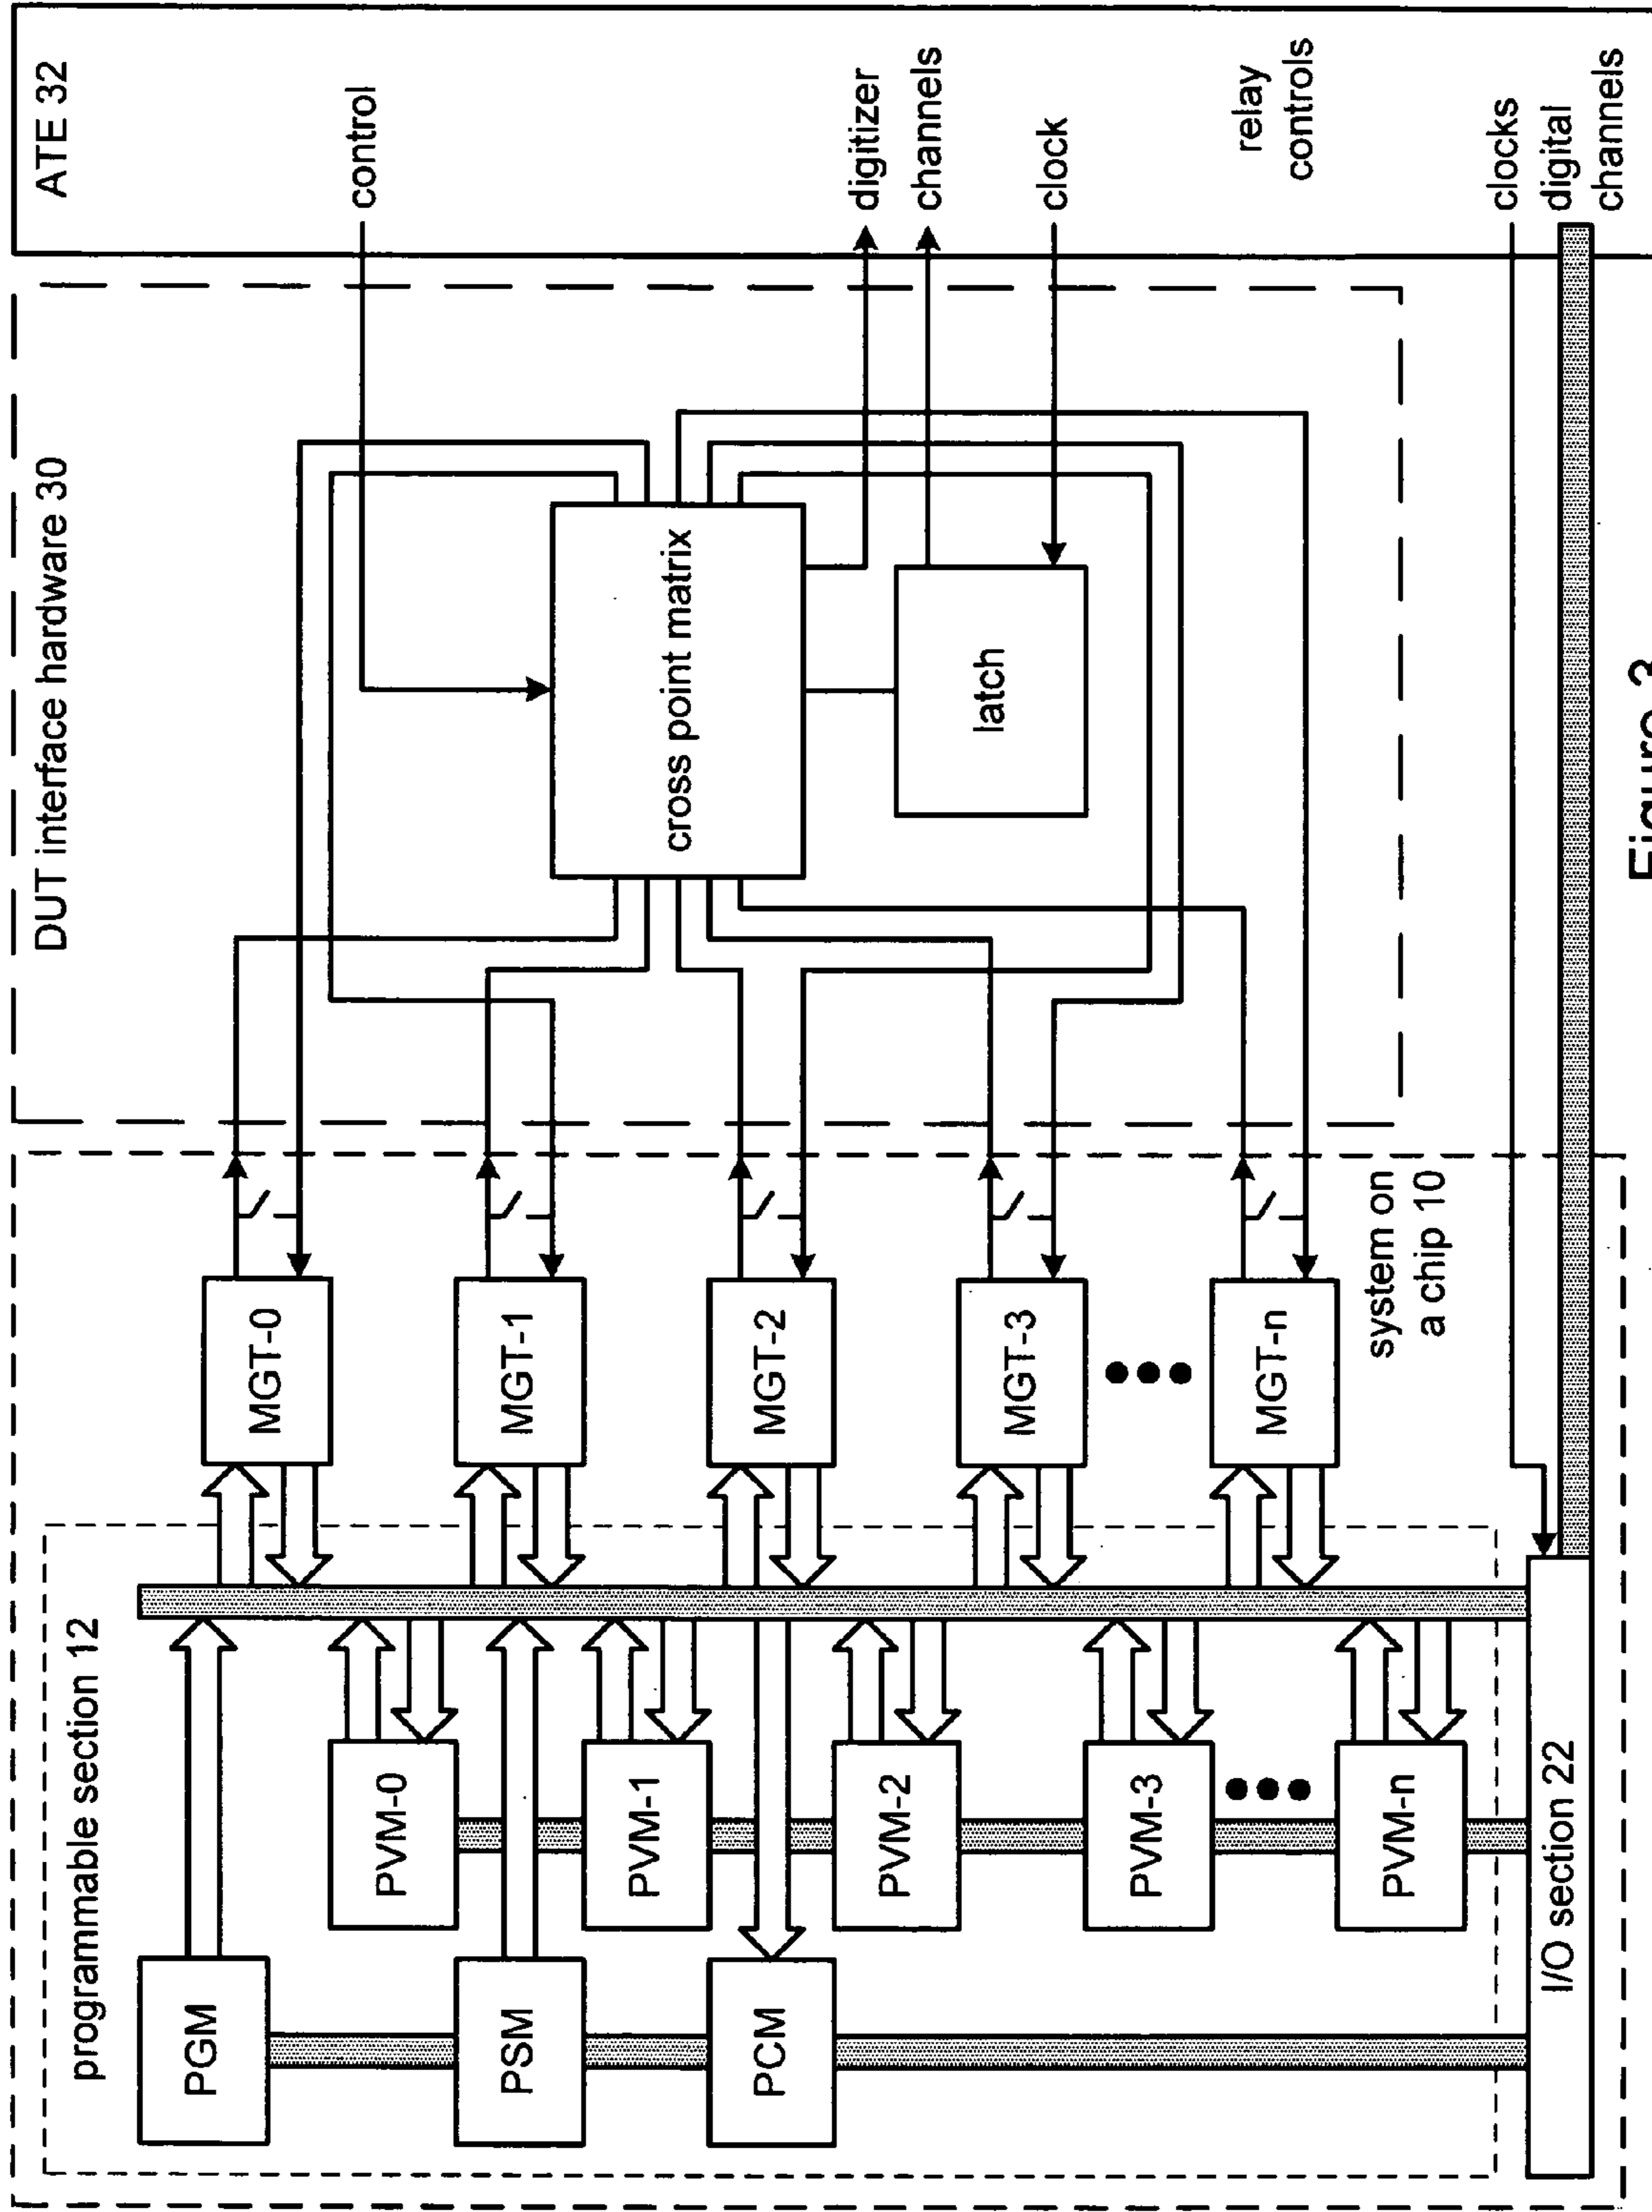 programmable section 12
PGM
PSM
PCM
PVM-0
PVM-1
PVM-2
PVM-3
PVM-n
I/O section 22
MGT-0
MGT-1
MGT-2
MGT-3
MGT-n
system on
a chip 10
DUT interface hardware 30
cross point matrix
latch
ATE 32
control
digitizer
channels
clock
relay
controls
clocks
digital
channels
Figure 3